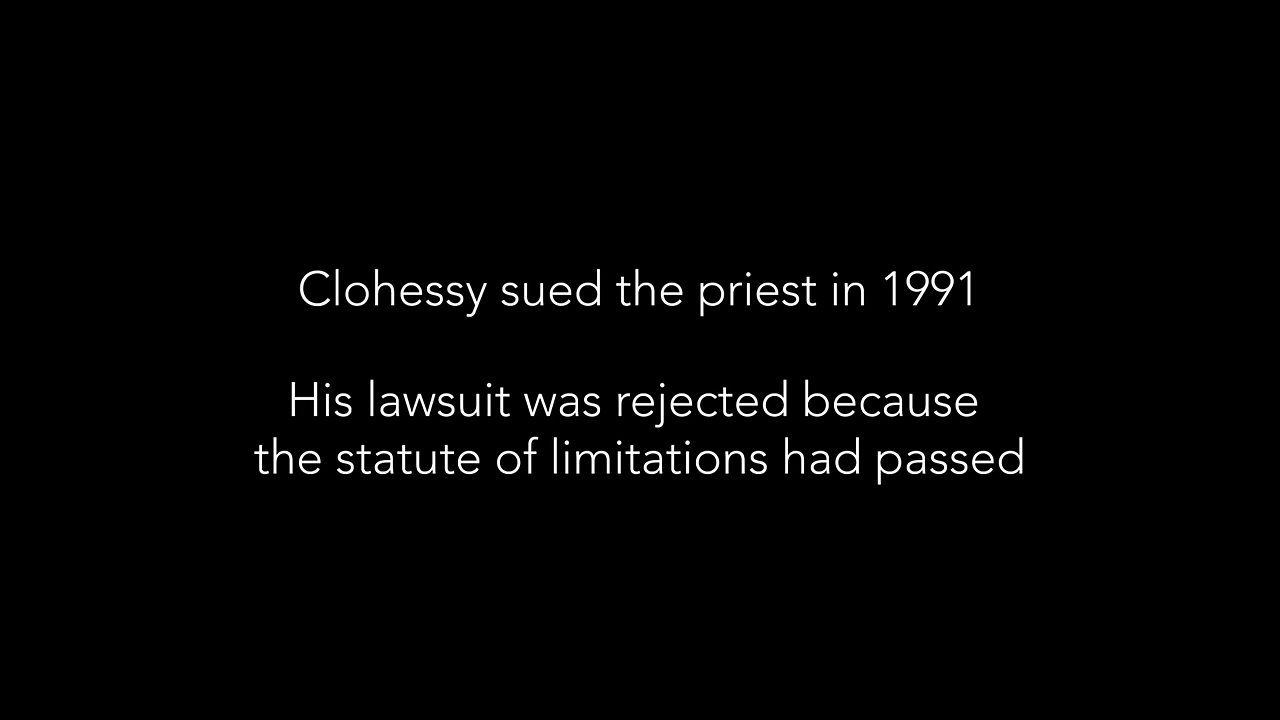 Clohessy sued the priest in 1991
His lawsuit was rejected because
the statute of limitations had passed